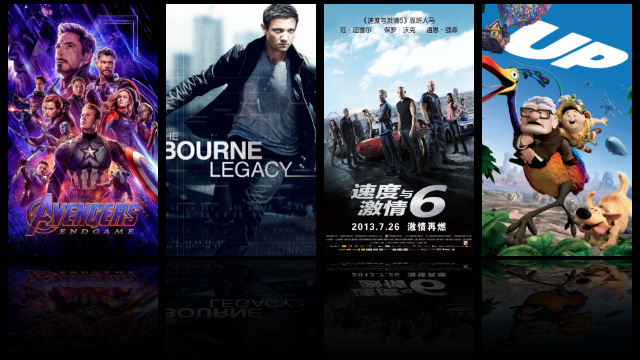 AVENGERS
ENDGAME
THE
BOURNE
LEGACY
《速度与激情5》原班人马
范·迪塞尔 保罗·沃克 道恩·强森
速度与
激情6
2013.7.26 激情再燃
UP